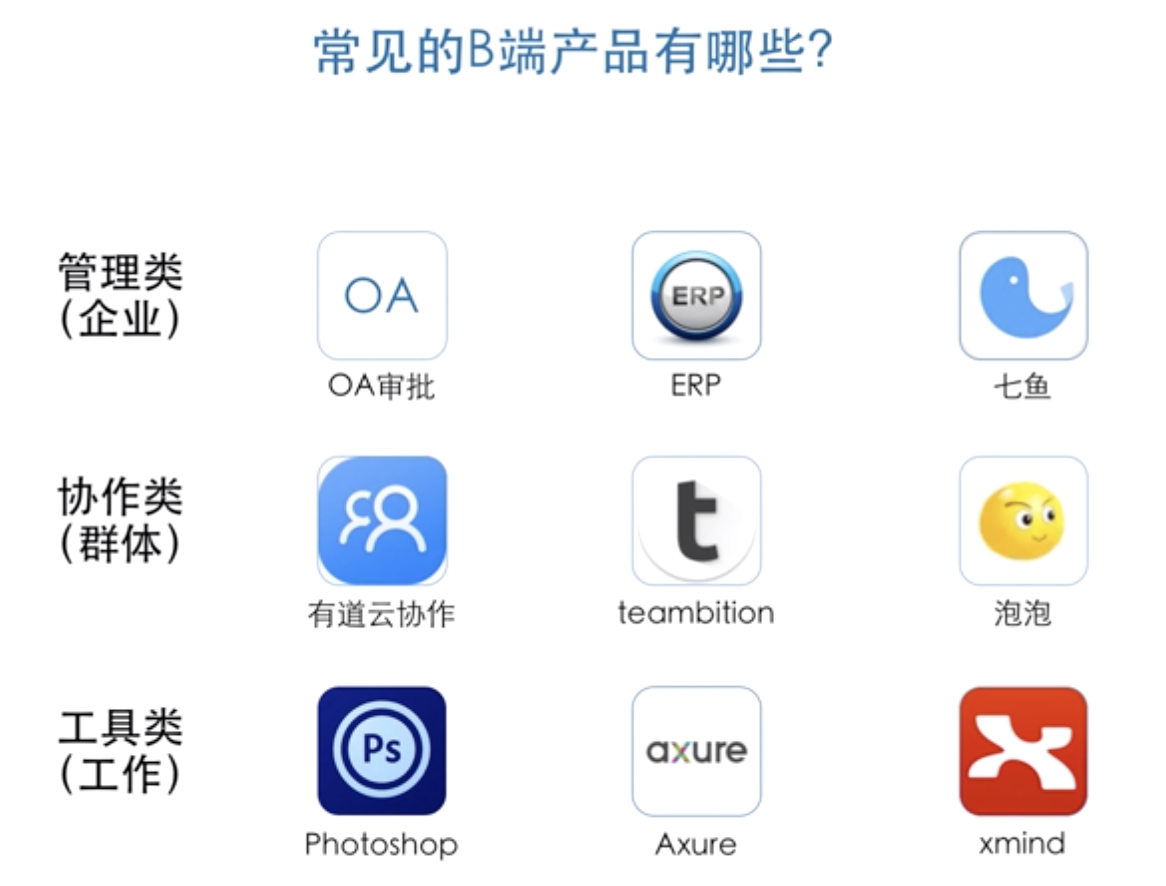 常见的B端产品有哪些?
管理类
(企业)
OA
ERP
OA审批
ERP
七鱼
协作类
(群体)
t
有道云协作
teambition
泡泡
工具类
(工作)
Ps
axure
Photoshop
Axure
xmind